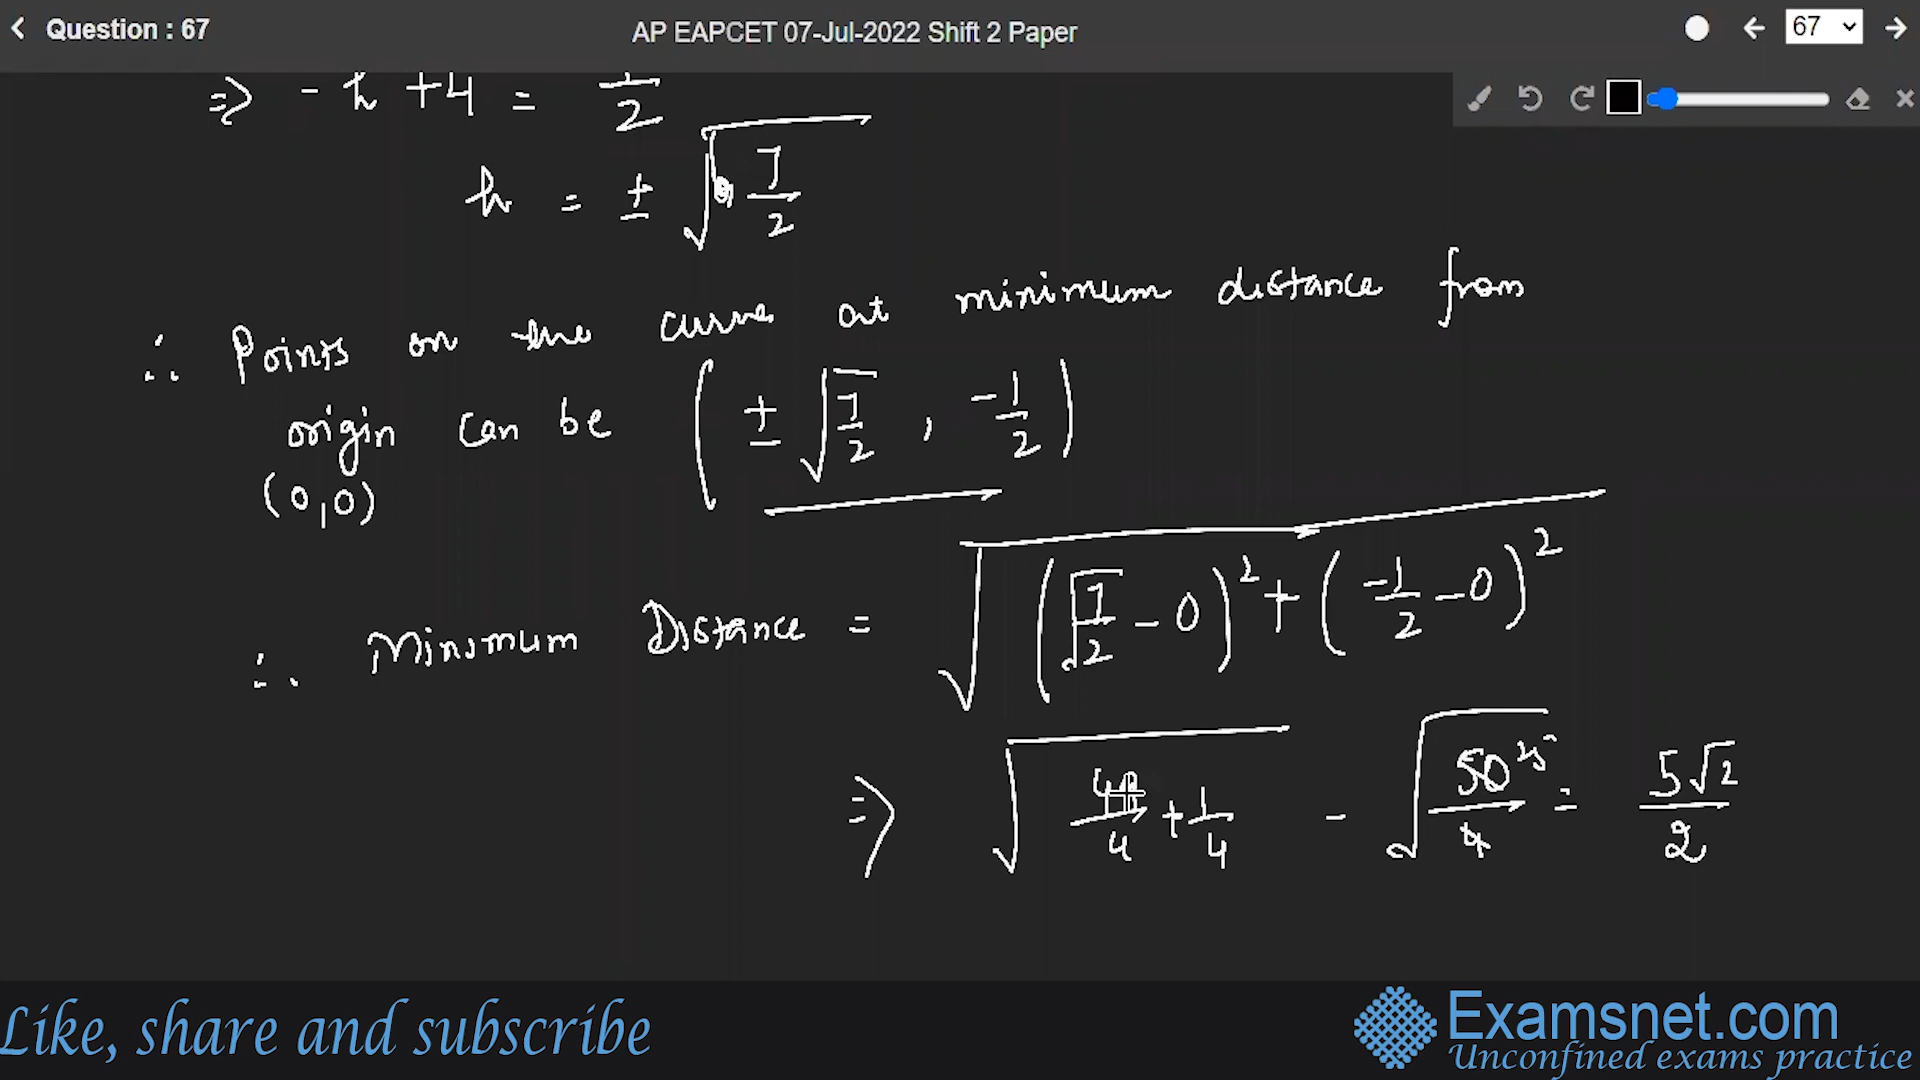 Question : 67
AP EAPCET 07-Jul-2022 Shift 2 Paper
67
⇒ - h + 4 = 1/2
h = ± √(7/2)
∴ Points on the curve at minimum distance from
origin can be ( ± √(7/2) , -1/2 )
(0,0)
∴ Minimum Distance = √((√(7/2) - 0)² + (-1/2 - 0)²)
⇒ √( /4 + 1/4) - √(50/4) = 5√2/2
Like, share and subscribe
Examsnet.com
Unconfined exams practice